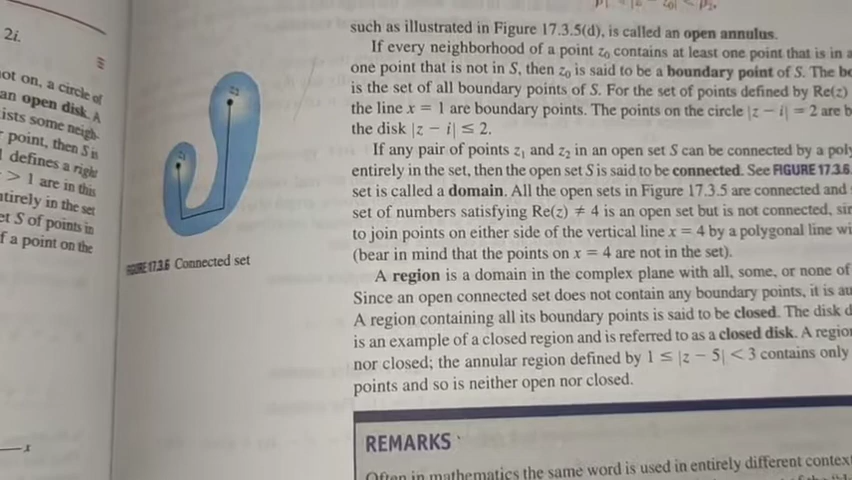 2i.
ot on, a circle of
an open disk. A
ists some neigh-
point, then S is
defines a right
> 1 are in this
tirely in the set
et S of points in
f a point on the
x
z2
z1
FIGURE 17.3.6 Connected set
such as illustrated in Figure 17.3.5(d), is called an open annulus.
If every neighborhood of a point z0 contains at least one point that is in a
one point that is not in S, then z0 is said to be a boundary point of S. The bo
is the set of all boundary points of S. For the set of points defined by Re(z)
the line x = 1 are boundary points. The points on the circle |z − i| = 2 are b
the disk |z − i| ≤ 2.
If any pair of points z1 and z2 in an open set S can be connected by a poly
entirely in the set, then the open set S is said to be connected. See FIGURE 17.3.6.
set is called a domain. All the open sets in Figure 17.3.5 are connected and
set of numbers satisfying Re(z) ≠ 4 is an open set but is not connected, sin
to join points on either side of the vertical line x = 4 by a polygonal line wi
(bear in mind that the points on x = 4 are not in the set).
A region is a domain in the complex plane with all, some, or none of
Since an open connected set does not contain any boundary points, it is au
A region containing all its boundary points is said to be closed. The disk d
is an example of a closed region and is referred to as a closed disk. A region
nor closed; the annular region defined by 1 ≤ |z − 5| < 3 contains only
points and so is neither open nor closed.
REMARKS
Often in mathematics the same word is used in entirely different context